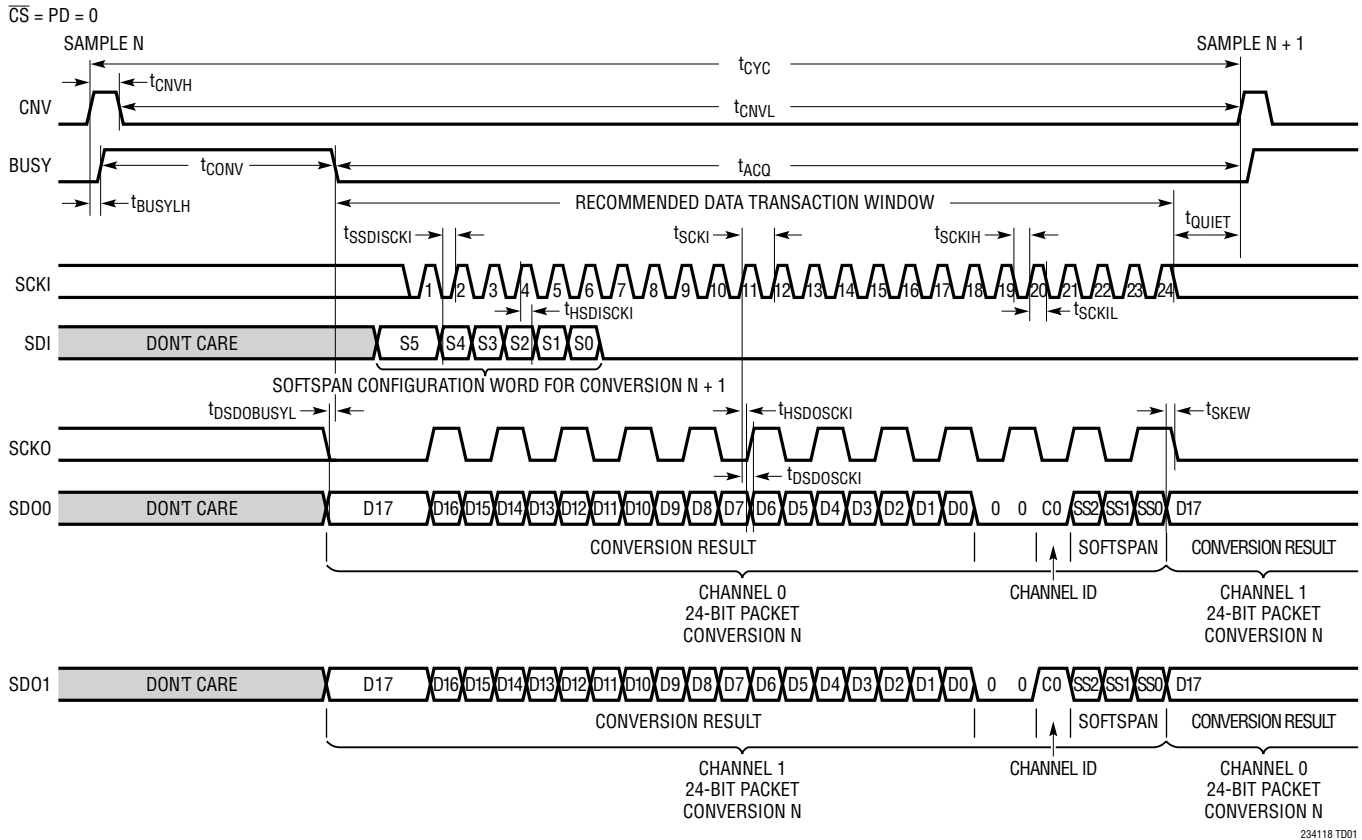 CS = PD = 0
SAMPLE N SAMPLE N + 1
tCYC
tCNVH
CNV tCNVL
BUSY tCONV tACQ
tBUSYLH RECOMMENDED DATA TRANSACTION WINDOW
tSSDISCKI tSCKI tSCKIH tQUIET
SCKI 1 2 3 4 5 6 7 8 9 10 11 12 13 14 15 16 17 18 19 20 21 22 23 24
tHSDISCKI tSCKIL
SDI DON'T CARE S5 S4 S3 S2 S1 S0
SOFTSPAN CONFIGURATION WORD FOR CONVERSION N + 1
tDSDOBUSYL tHSDOSCKI tSKEW
SCKO
tDSDOSCKI
SDO0 DON'T CARE D17 D16 D15 D14 D13 D12 D11 D10 D9 D8 D7 D6 D5 D4 D3 D2 D1 D0 0 0 C0 SS2 SS1 SS0 D17
CONVERSION RESULT SOFTSPAN CONVERSION RESULT
CHANNEL 0 CHANNEL ID CHANNEL 1
24-BIT PACKET 24-BIT PACKET
CONVERSION N CONVERSION N
SDO1 DON'T CARE D17 D16 D15 D14 D13 D12 D11 D10 D9 D8 D7 D6 D5 D4 D3 D2 D1 D0 0 0 C0 SS2 SS1 SS0 D17
CONVERSION RESULT SOFTSPAN CONVERSION RESULT
CHANNEL 1 CHANNEL ID CHANNEL 0
24-BIT PACKET 24-BIT PACKET
CONVERSION N CONVERSION N
234118 TD01